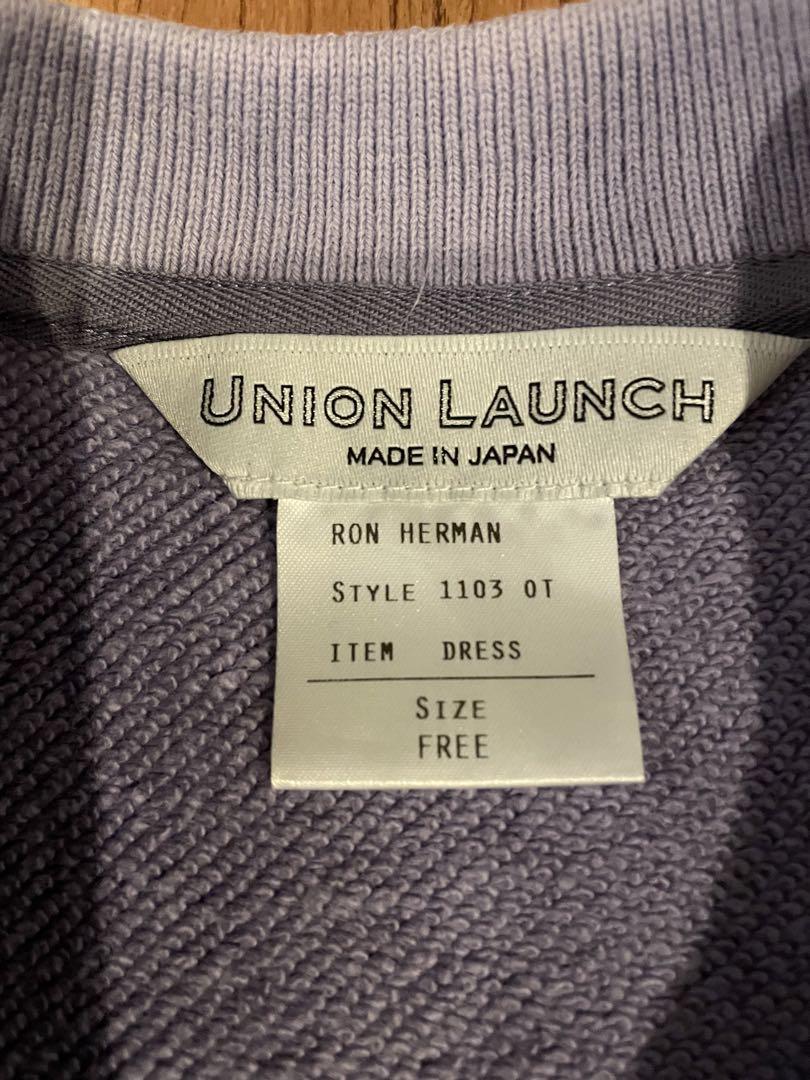 UNION LAUNCH
MADE IN JAPAN
RON HERMAN
STYLE 1103 OT
ITEM DRESS
SIZE
FREE